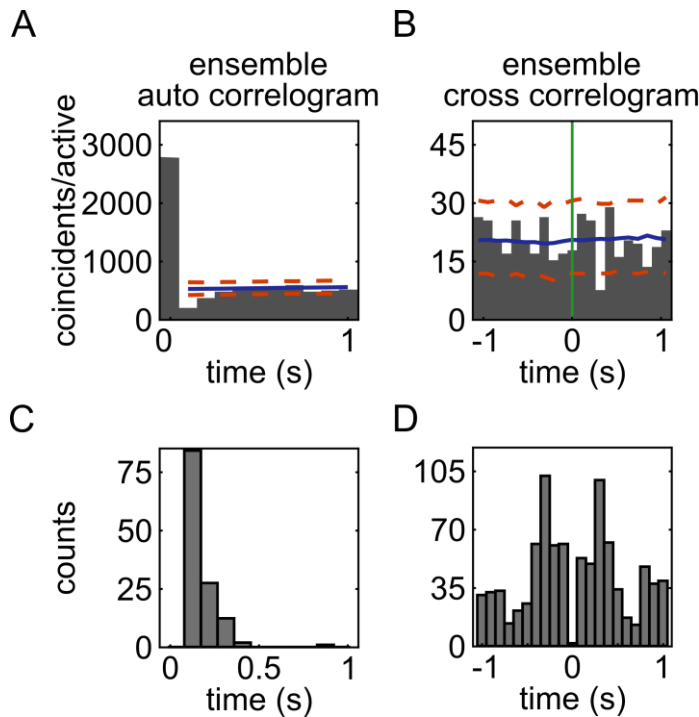 A
B
ensemble
auto correlogram
ensemble
cross correlogram
coincidents/active
3000
2000
1000
0
0
1
time (s)
45
30
15
0
-1
0
1
time (s)
C
D
counts
75
50
25
0
0
0.5
1
time (s)
105
70
35
0
-1
0
1
time (s)